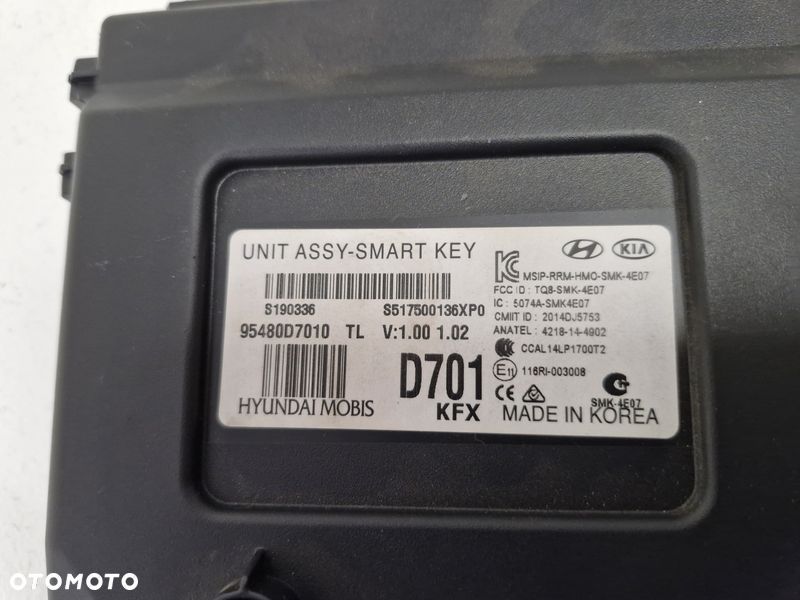 UNIT ASSY-SMART KEY
KIA
MSIP-RRM-HMO-SMK-4E07
FCC ID : TQ8-SMK-4E07
IC : 5074A-SMK4E07
CMIIT ID : 2014DJ5753
ANATEL : 4218-14-4902
CCAL14LP1700T2
E11 116RI-003008
CE
SMK-4E07
S190336 S517500136XP0
95480D7010 TL V:1.00 1.02
D701
KFX
HYUNDAI MOBIS
MADE IN KOREA
OTOMOTO